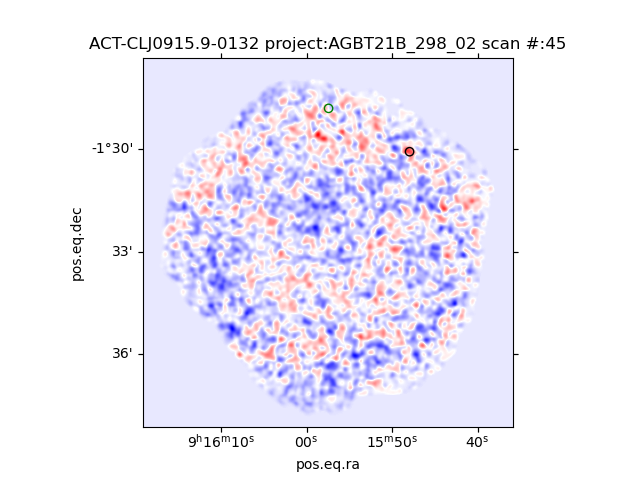 ACT-CLJ0915.9-0132 project:AGBT21B_298_02 scan #:45
-1°30'
33'
36'
pos.eq.dec
9ʰ16ᵐ10ˢ 00ˢ 15ᵐ50ˢ 40ˢ
pos.eq.ra